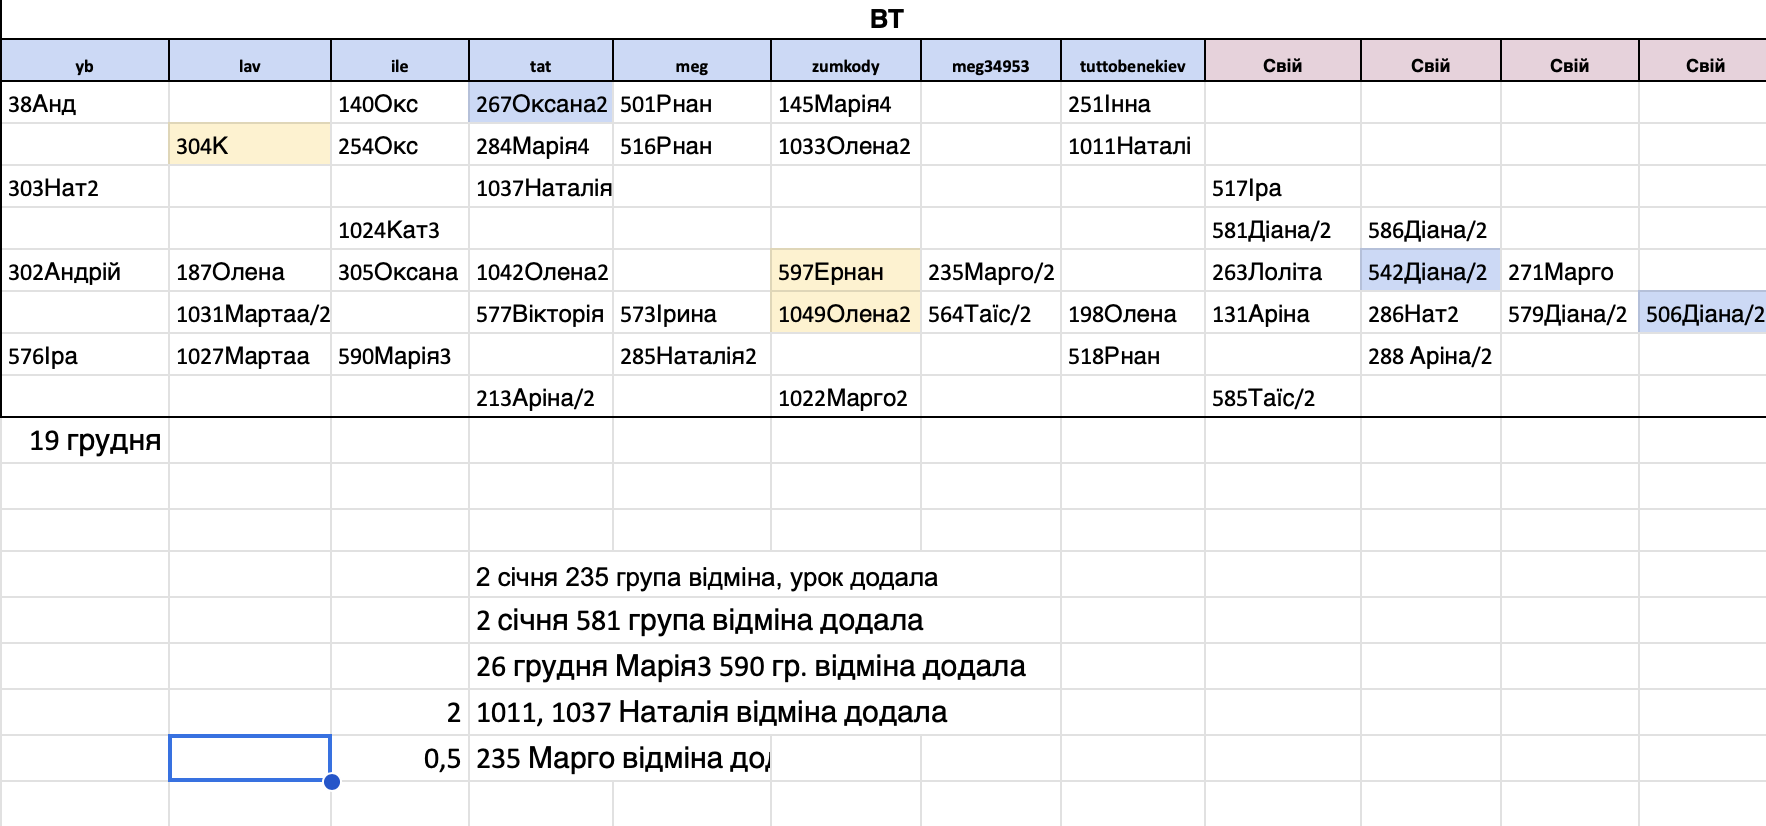 ВТ
yb lav ile tat meg zumkody meg34953 tuttobenekiev Свій Свій Свій Свій
38Анд 140Окс 267Оксана2 501Рнан 145Марія4 251Інна
304К 254Окс 284Марія4 516Рнан 1033Олена2 1011Наталі
303Нат2 1037Наталія 517Іра
1024Кат3 581Діана/2 586Діана/2
302Андрій 187Олена 305Оксана 1042Олена2 597Ернан 235Марго/2 263Лоліта 542Діана/2 271Марго
1031Мартаа/2 577Вікторія 573Ірина 1049Олена2 564Таїс/2 198Олена 131Аріна 286Нат2 579Діана/2 506Діана/2
576Іра 1027Мартаа 590Марія3 285Наталія2 518Рнан 288 Аріна/2
213Аріна/2 1022Марго2 585Таїс/2
19 грудня
2 січня 235 група відміна, урок додала
2 січня 581 група відміна додала
26 грудня Марія3 590 гр. відміна додала
2 1011, 1037 Наталія відміна додала
0,5 235 Марго відміна дод